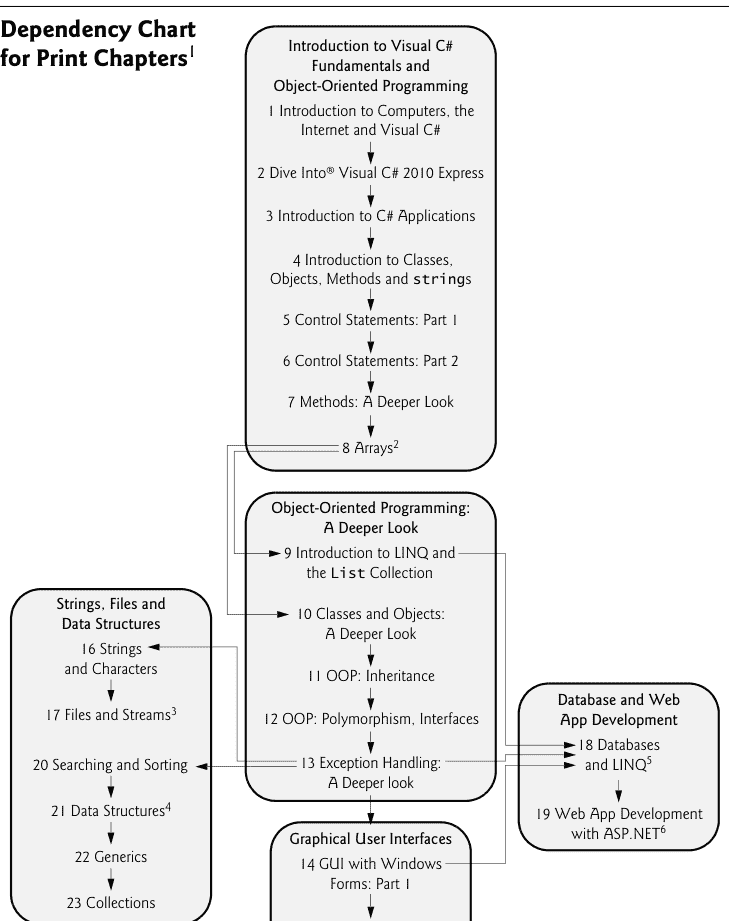 Dependency Chart
for Print Chapters1
Introduction to Visual C#
Fundamentals and
Object-Oriented Programming
1 Introduction to Computers, the
Internet and Visual C#
2 Dive Into® Visual C# 2010 Express
3 Introduction to C# Applications
4 Introduction to Classes,
Objects, Methods and strings
5 Control Statements: Part 1
6 Control Statements: Part 2
7 Methods: A Deeper Look
8 Arrays2
Object-Oriented Programming:
A Deeper Look
9 Introduction to LINQ and
the List Collection
10 Classes and Objects:
A Deeper Look
11 OOP: Inheritance
12 OOP: Polymorphism, Interfaces
13 Exception Handling:
A Deeper look
Strings, Files and
Data Structures
16 Strings
and Characters
17 Files and Streams3
20 Searching and Sorting
21 Data Structures4
22 Generics
23 Collections
Database and Web
App Development
18 Databases
and LINQ5
19 Web App Development
with ASP.NET6
Graphical User Interfaces
14 GUI with Windows
Forms: Part 1